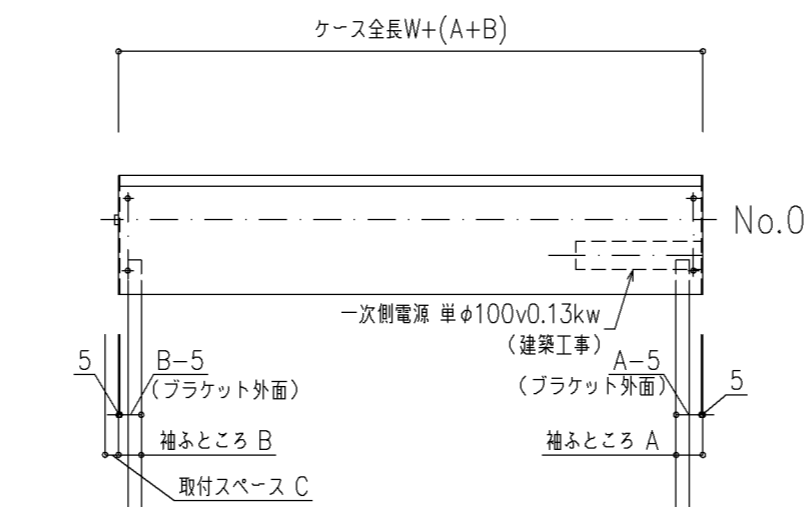 ケース全長W+(A+B)
No.0
一次側電源 単φ100v0.13kw
(建築工事)
5
B-5
(ブラケット外面)
A-5
(ブラケット外面)
5
袖ふところ B
袖ふところ A
取付スペース C